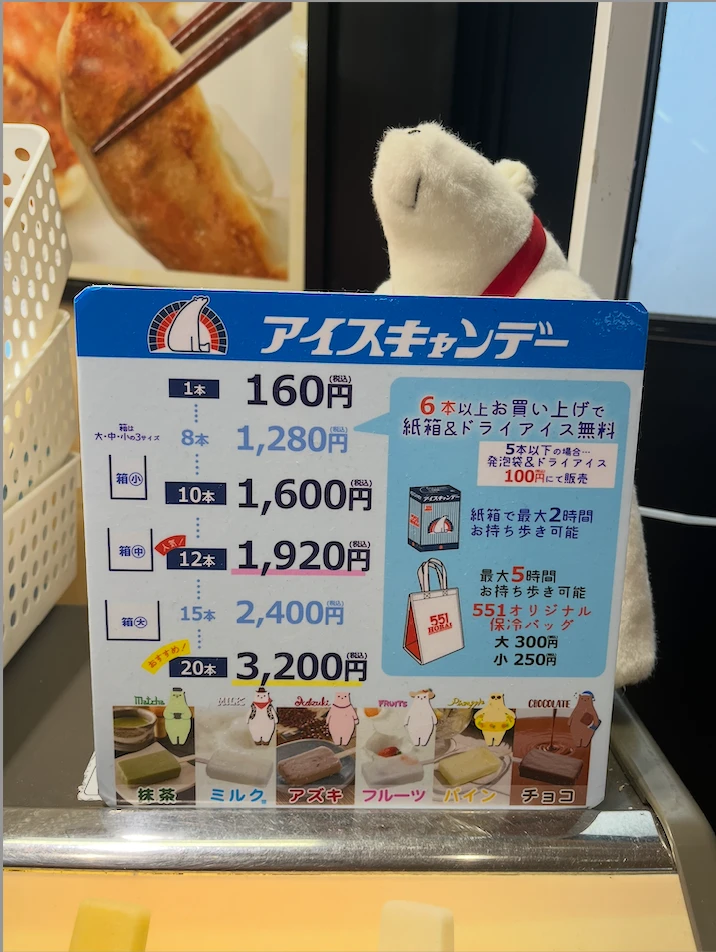 アイスキャンデー
1本 160円(税込)
8本 1,280円(税込)
箱は
大・中・小の3サイズ
箱小
10本 1,600円(税込)
箱中
人気!
12本 1,920円(税込)
15本 2,400円(税込)
箱大
おすすめ!
20本 3,200円(税込)
6本以上お買い上げで
紙箱&ドライアイス無料
5本以下の場合…
発泡袋&ドライアイス
100円にて販売
アイスキャンデー
紙箱で最大2時間
お持ち歩き可能
551
HORAI
最大5時間
お持ち歩き可能
551オリジナル
保冷バッグ
大 300円
小 250円
Matcha MILK Adzuki FRUITS Pineapple CHOCOLATE
抹茶 ミルク アズキ フルーツ パイン チョコ